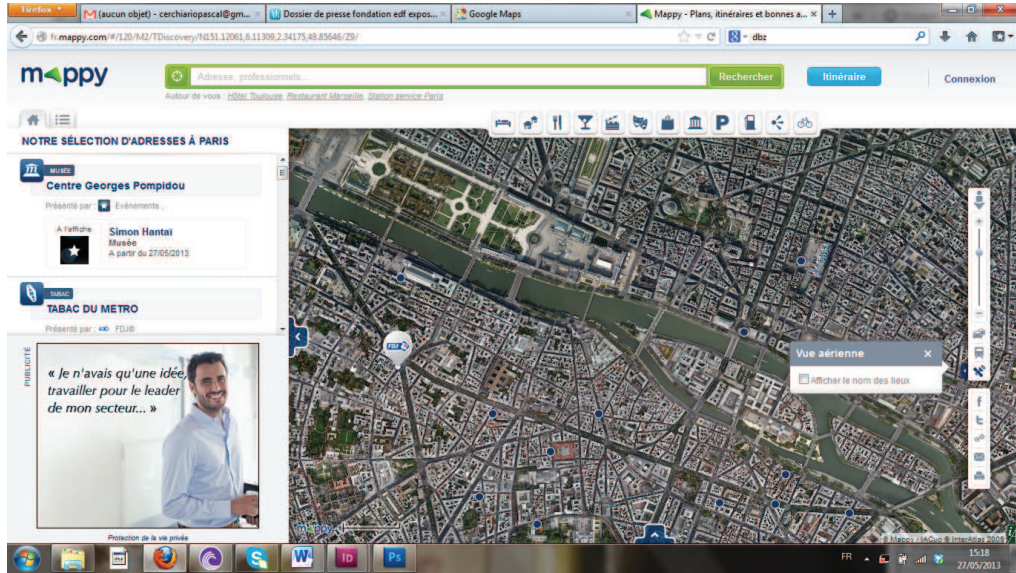 Firefox
(aucun objet) - cerchiariopascal@gm...
Dossier de presse fondation edf expos...
Google Maps
Mappy - Plans, itinéraires et bonnes a...
fr.mappy.com/#/120/M2/TDiscovery/N151.12061,6.11309,2.34175,48.85646/Z9/
dbz
mappy
Adresse, professionnels...
Rechercher
Itinéraire
Connexion
Autour de vous : Hôtel Toulouse, Restaurant Marseille, Station service Paris
NOTRE SÉLECTION D'ADRESSES À PARIS
MUSÉE
Centre Georges Pompidou
Présenté par : Evénements ,
A l'affiche
Simon Hantaï
Musée
A partir du 27/05/2013
TABAC
TABAC DU METRO
Présenté par : FDJ®
FDJ
Vue aérienne
Afficher le nom des lieux
PUBLICITÉ
« Je n'avais qu'une idée,
travailler pour le leader
de mon secteur... »
Protection de la vie privée
mappy
© Mappy - IACup © InterAtlas 2008
W
Id
Ps
FR
15:18
27/05/2013